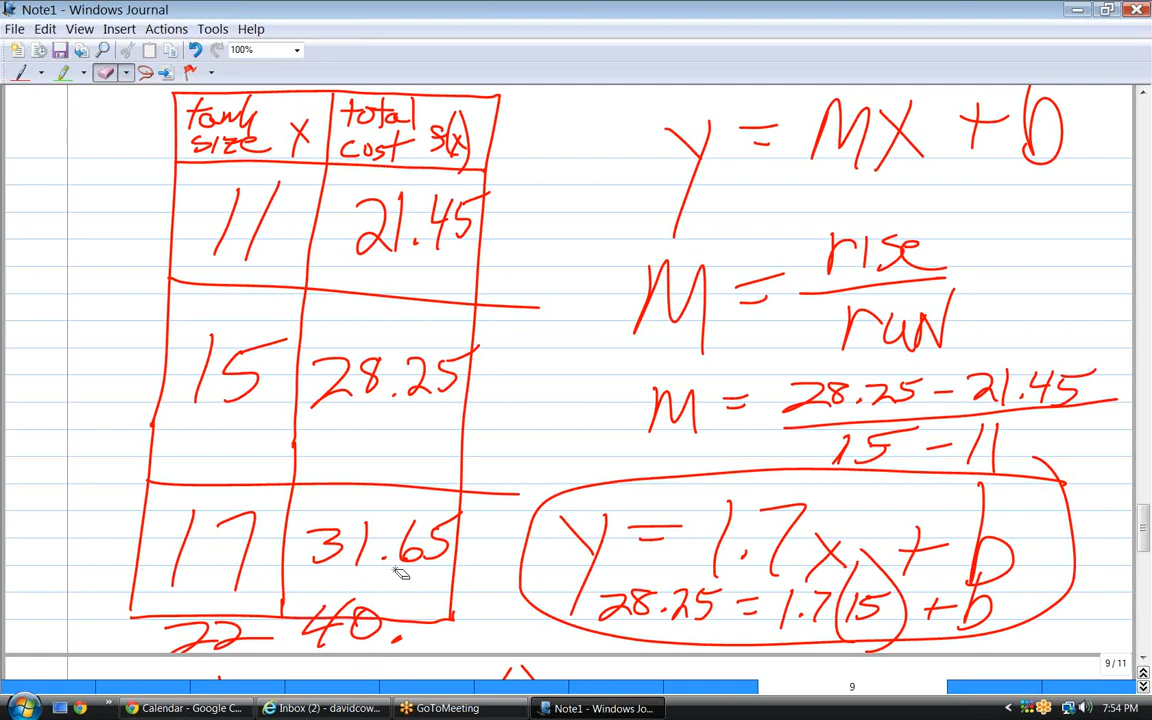 Note1 - Windows Journal
File Edit View Insert Actions Tools Help
100%
tank size x total cost s(x)
11 21.45
15 28.25
17 31.65
22 40.
y = mx + b
m = rise / run
m = 28.25 - 21.45 / 15 - 11
y = 1.7x + b
28.25 = 1.7(15) + b
9 / 11
9
Calendar - Google C...
Inbox (2) - davidcow...
GoToMeeting
Note1 - Windows Jo...
7:54 PM